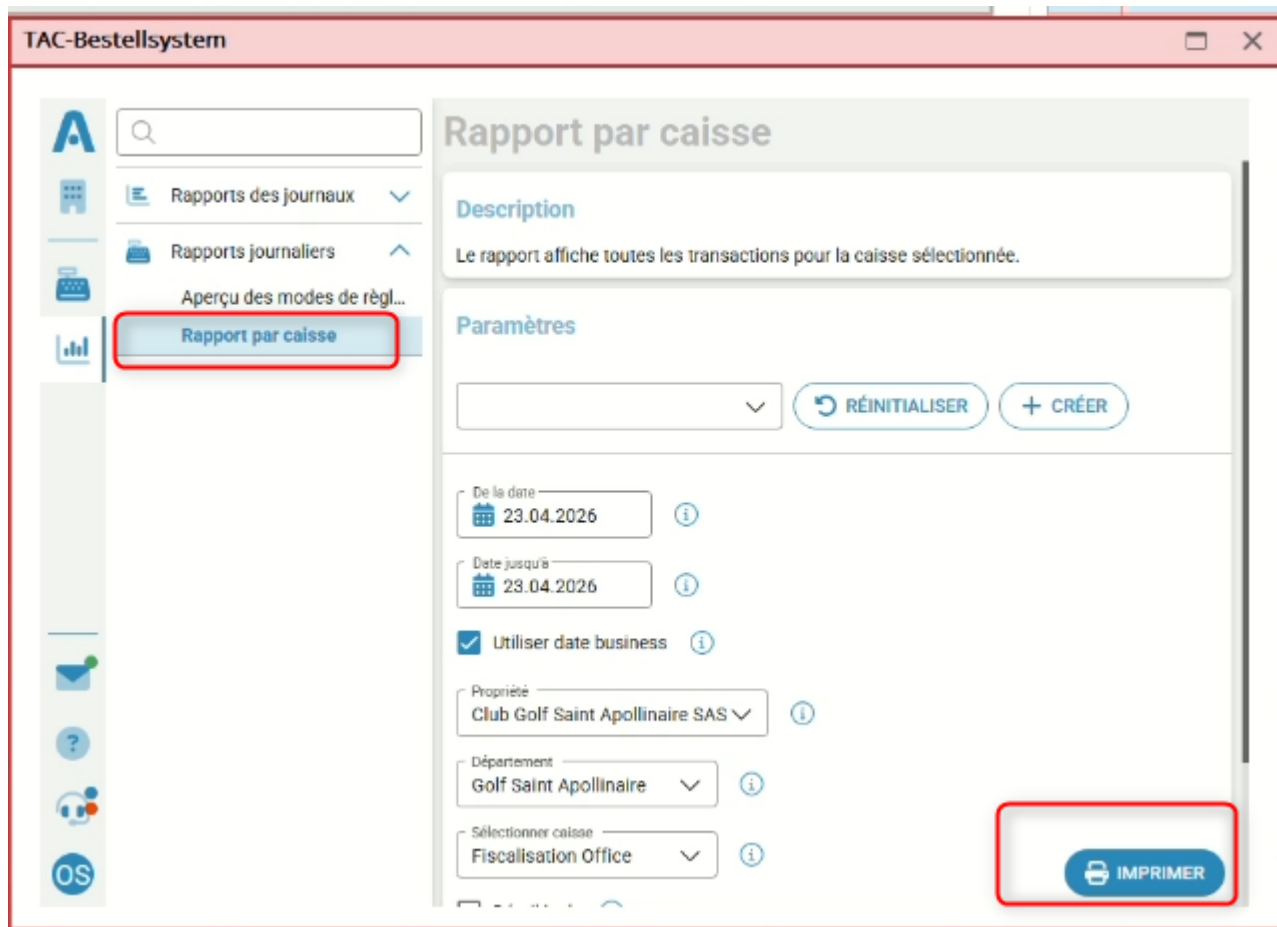 TAC-Bestellsystem
Rapport par caisse
Rapports des journaux
Description
Rapports journaliers
Le rapport affiche toutes les transactions pour la caisse sélectionnée.
Aperçu des modes de règl...
Rapport par caisse
Paramètres
RÉINITIALISER
+ CRÉER
De la date
23.04.2026
Date jusqu'à
23.04.2026
Utiliser date business
Propriété
Club Golf Saint Apollinaire SAS
Département
Golf Saint Apollinaire
Sélectionner caisse
Fiscalisation Office
OS
IMPRIMER